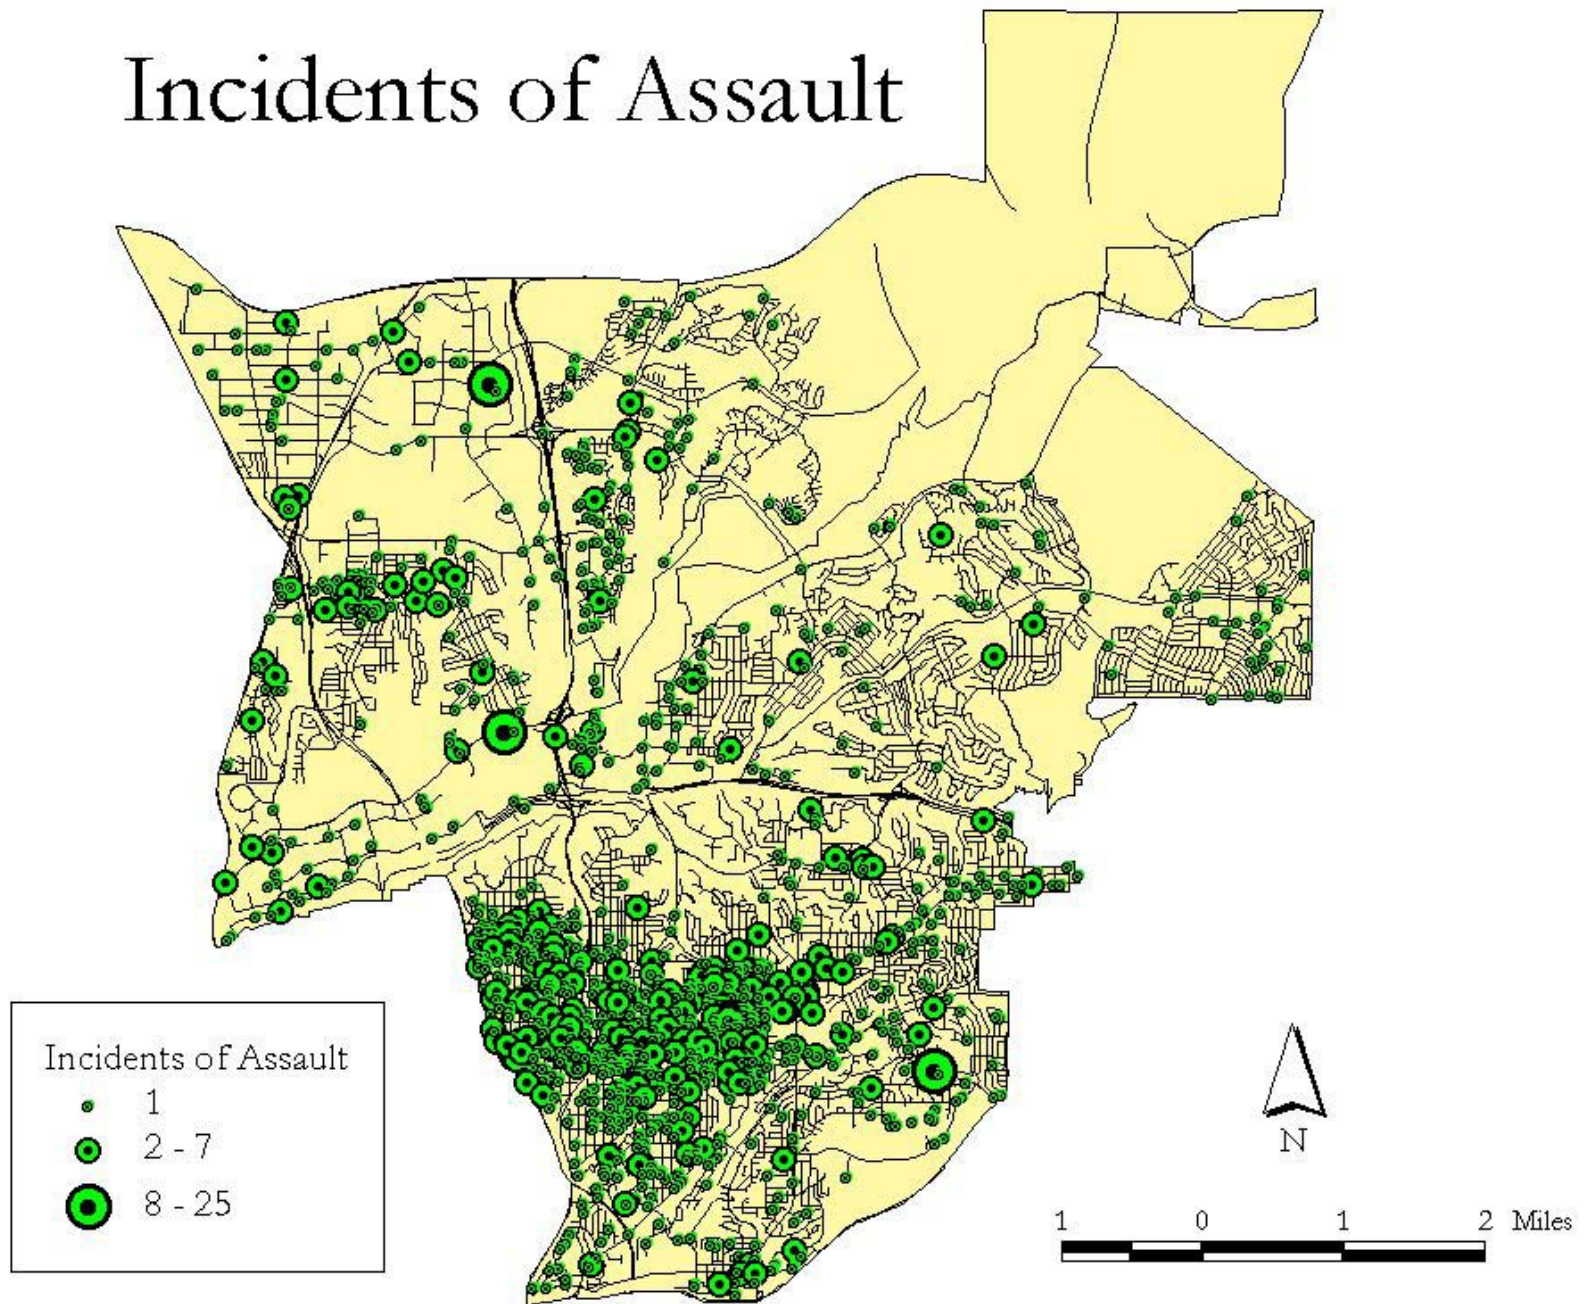 Incidents of Assault
Incidents of Assault
1
2 - 7
8 - 25
N
1 0 1 2 Miles